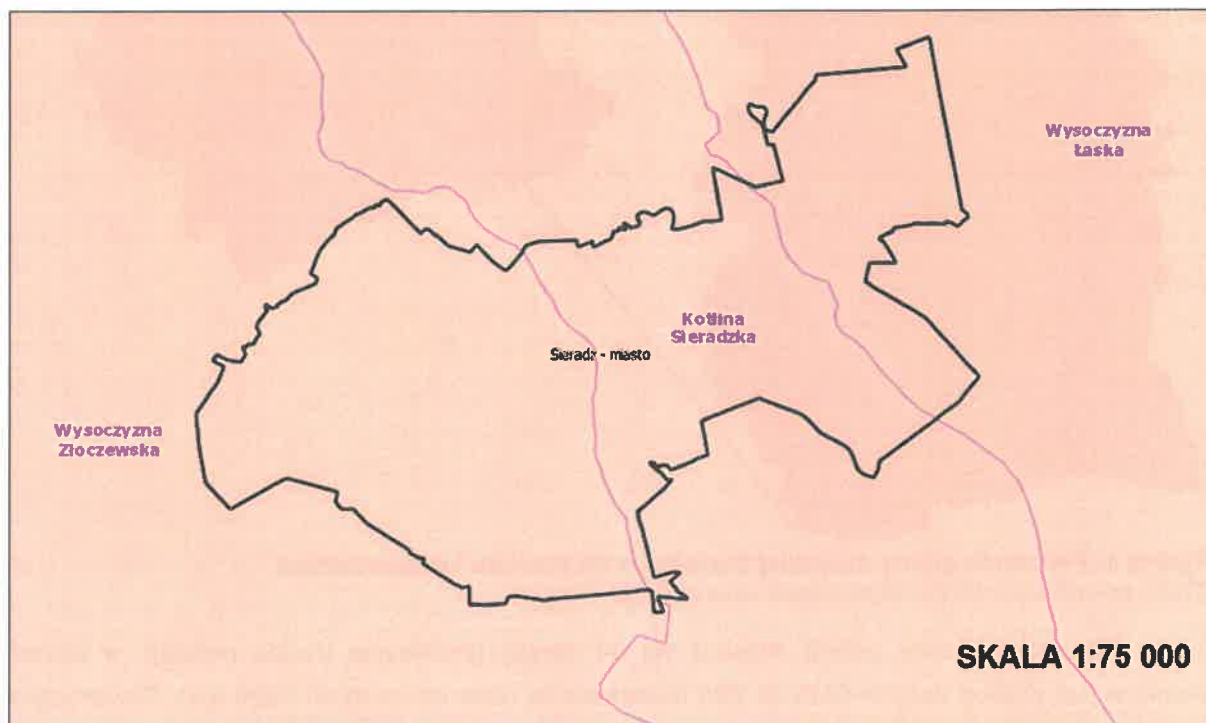 Wysoczyzna
Łaska
Kotlina
Sieradzka
Sieradz - miasto
Wysoczyzna
Złoczewska
SKALA 1:75 000